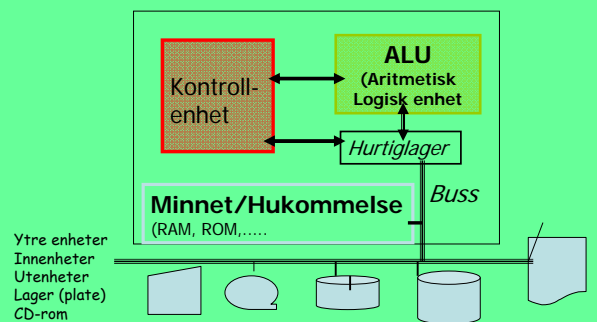 Kontroll-
enhet
ALU
(Aritmetisk
Logisk enhet
Hurtiglager
Buss
Minnet/Hukommelse
(RAM, ROM,.....
Ytre enheter
Innenheter
Utenheter
Lager (plate)
CD-rom